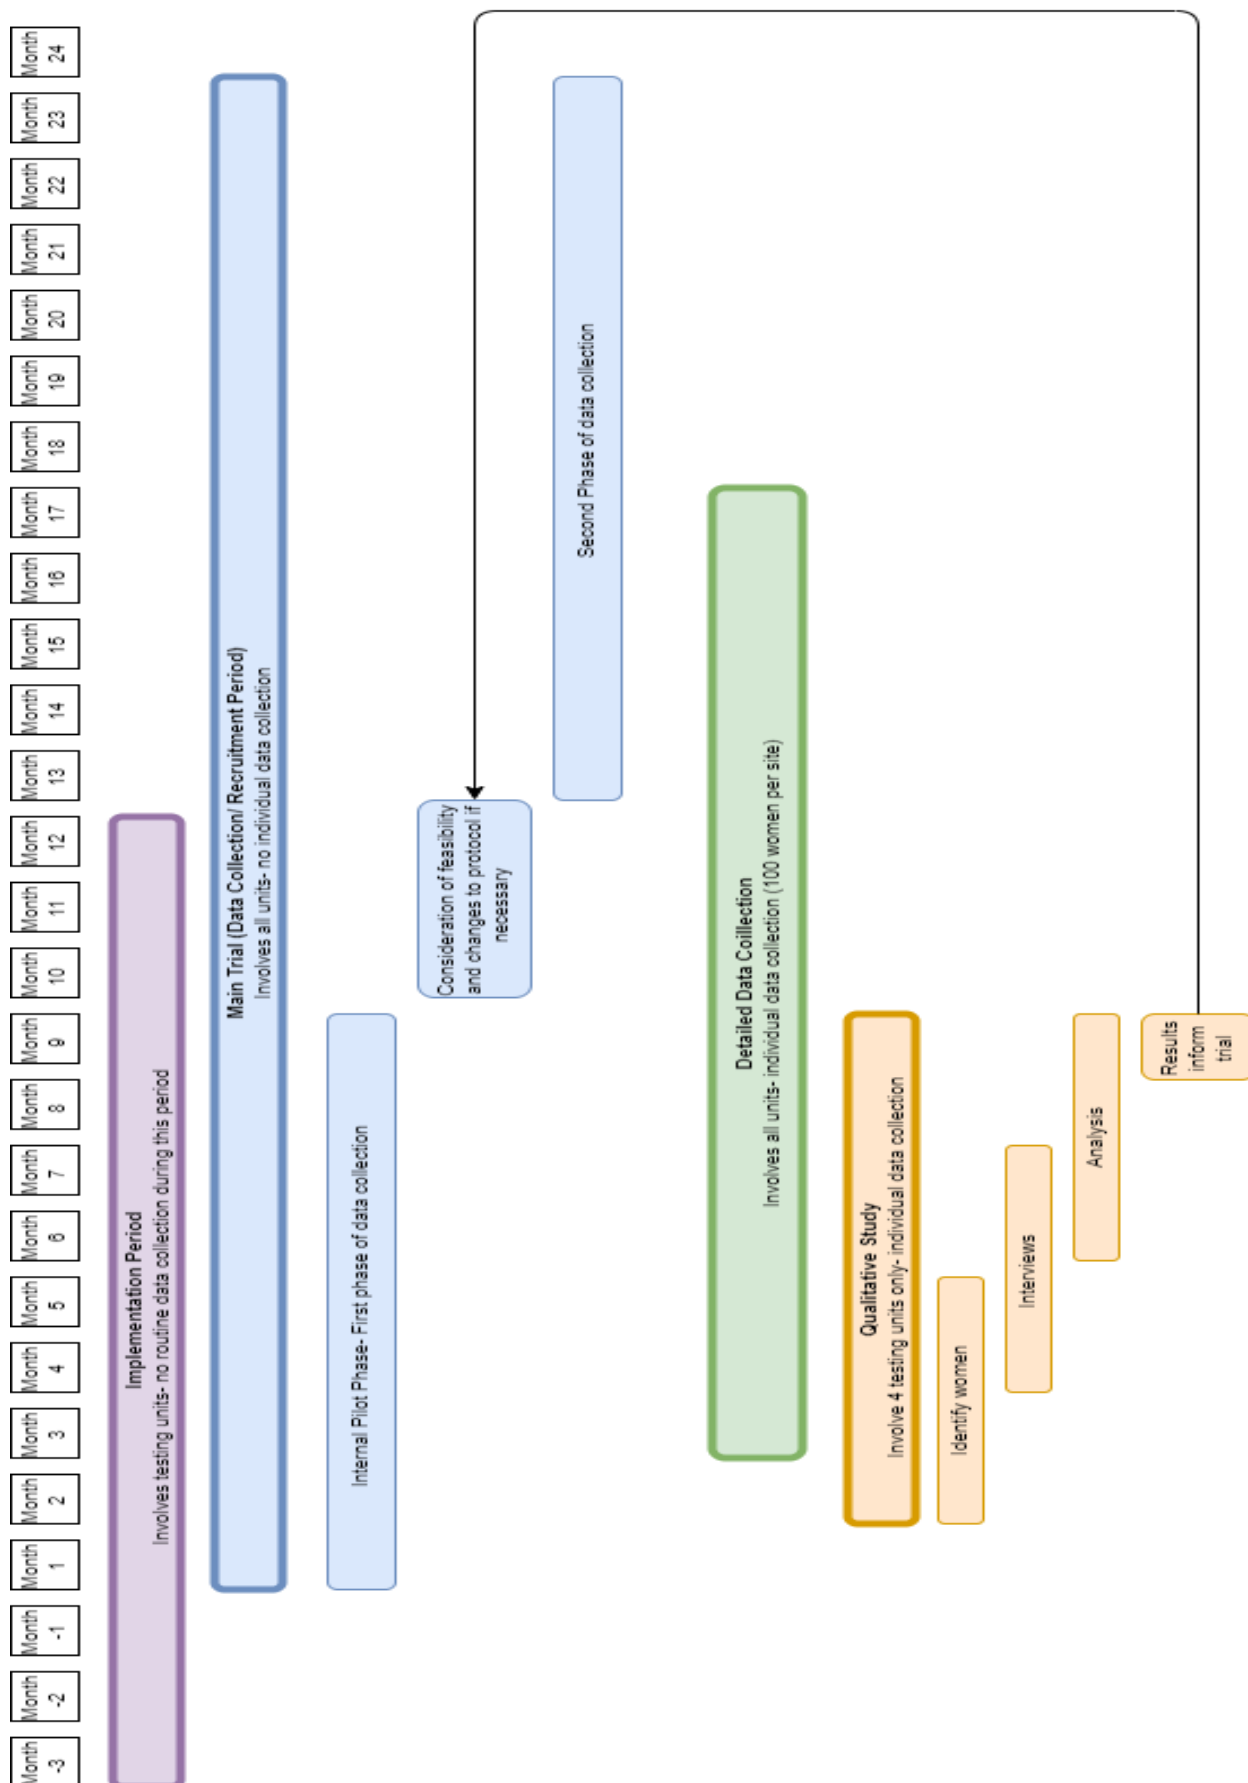 Month
-3
Month
-2
Month
-1
Month
1
Month
2
Month
3
Month
4
Month
5
Month
6
Month
7
Month
8
Month
9
Month
10
Month
11
Month
12
Month
13
Month
14
Month
15
Month
16
Month
17
Month
18
Month
19
Month
20
Month
21
Month
22
Month
23
Month
24
Implementation Period
Involves testing units- no routine data collection during this period
Main Trial (Data Collection/ Recruitment Period)
Involves all units- no individual data collection
Internal Pilot Phase- First phase of data collection
Consideration of feasibility
and changes to protocol if
necessary
Second Phase of data collection
Detailed Data Coillection
Involves all units- individual data collection (100 women per site)
Qualitative Study
Involve 4 testing units only- individual data collection
Identify women
Interviews
Analysis
Results
inform
trial